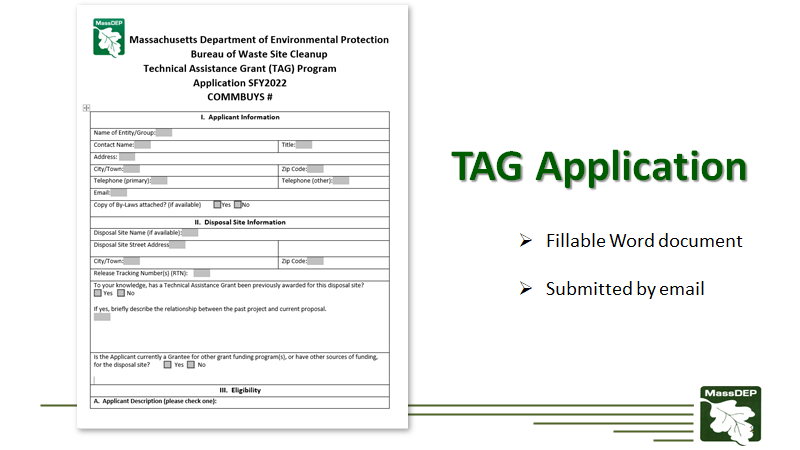 MassDEP
Massachusetts Department of Environmental Protection
Bureau of Waste Site Cleanup
Technical Assistance Grant (TAG) Program
Application SFY2022
COMMBUYS #
I. Applicant Information
Name of Entity/Group:
Contact Name: Title:
Address:
City/Town: Zip Code:
Telephone (primary): Telephone (other):
Email:
Copy of By-Laws attached? (if available) Yes No
II. Disposal Site Information
Disposal Site Name (if available):
Disposal Site Street Address
City/Town: Zip Code:
Release Tracking Number(s) (RTN):
To your knowledge, has a Technical Assistance Grant been previously awarded for this disposal site?
Yes No
If yes, briefly describe the relationship between the past project and current proposal.
Is the Applicant currently a Grantee for other grant funding program(s), or have other sources of funding,
for the disposal site? Yes No
III. Eligibility
A. Applicant Description (please check one):
TAG Application
Fillable Word document
Submitted by email
MassDEP